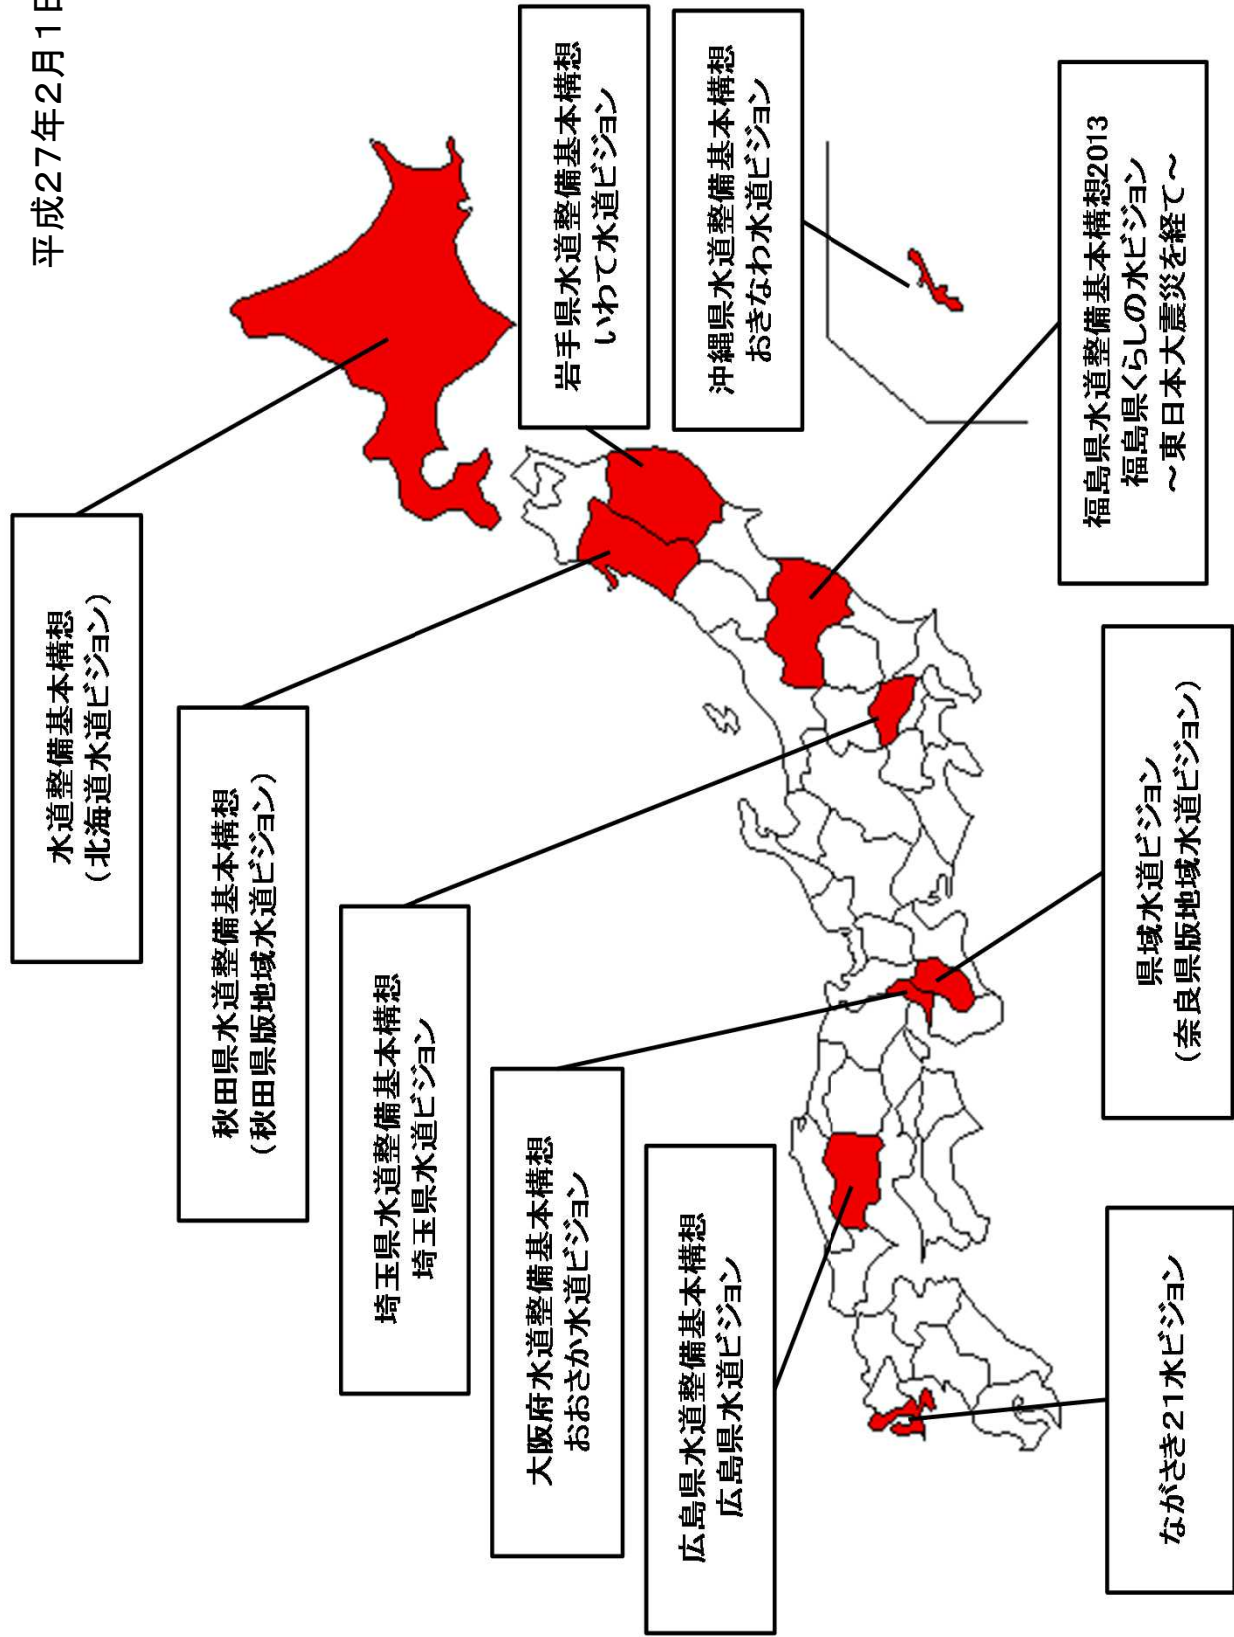 平成27年2月1日
水道整備基本構想
（北海道水道ビジョン）
秋田県水道整備基本構想
（秋田県版地域水道ビジョン）
埼玉県水道整備基本構想
埼玉県水道ビジョン
大阪府水道整備基本構想
おおさか水道ビジョン
広島県水道整備基本構想
広島県水道ビジョン
岩手県水道整備基本構想
いわて水道ビジョン
沖縄県水道整備基本構想
おきなわ水道ビジョン
福島県水道整備基本構想2013
福島県くらしの水ビジョン
～東日本大震災を経て～
県域水道ビジョン
（奈良県版地域水道ビジョン）
ながさき21水ビジョン